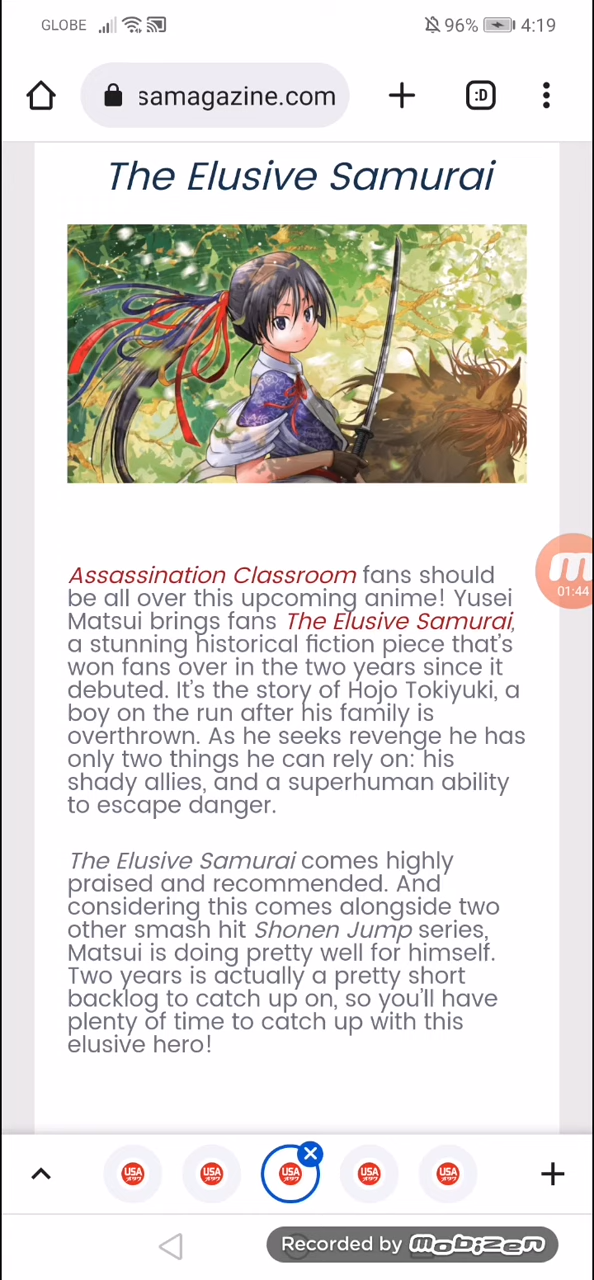 GLOBE 96% 4:19
samagazine.com :D
The Elusive Samurai
Assassination Classroom fans should
be all over this upcoming anime! Yusei
Matsui brings fans The Elusive Samurai,
a stunning historical fiction piece that's
won fans over in the two years since it
debuted. It's the story of Hojo Tokiyuki, a
boy on the run after his family is
overthrown. As he seeks revenge he has
only two things he can rely on: his
shady allies, and a superhuman ability
to escape danger.
01:44
The Elusive Samurai comes highly
praised and recommended. And
considering this comes alongside two
other smash hit Shonen Jump series,
Matsui is doing pretty well for himself.
Two years is actually a pretty short
backlog to catch up on, so you'll have
plenty of time to catch up with this
elusive hero!
USA USA USA USA USA
Recorded by mobizen